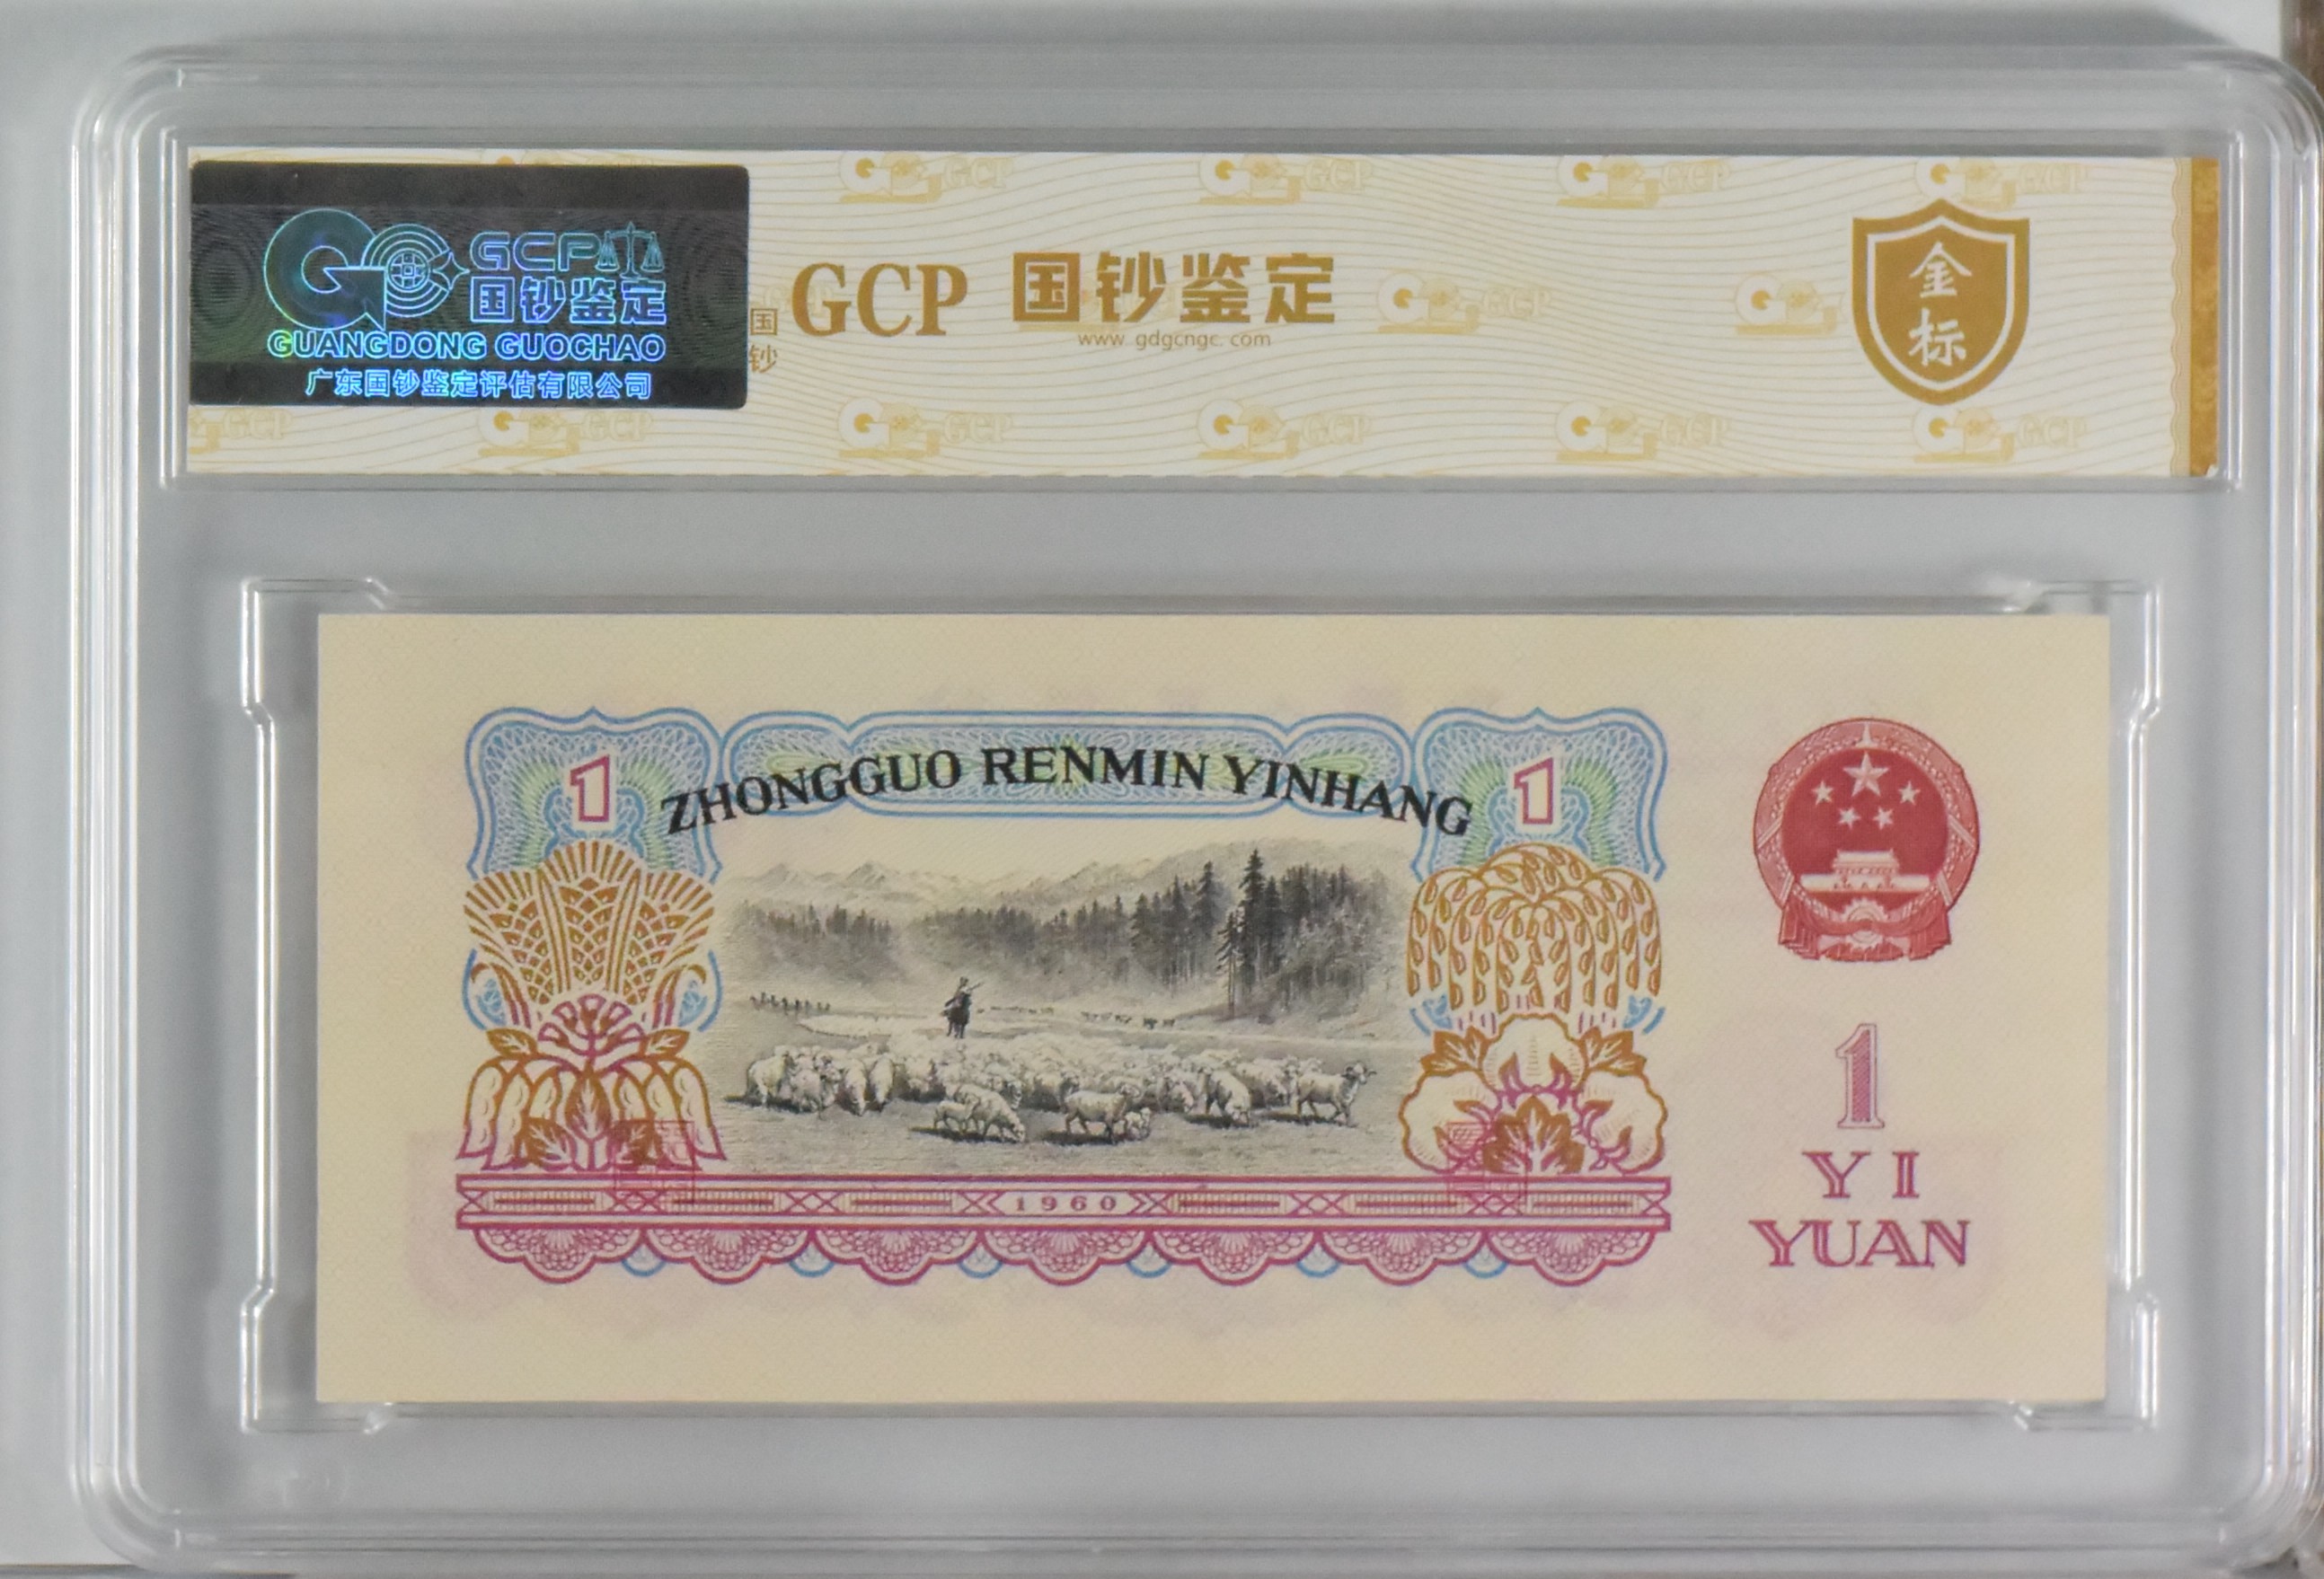 GCP
国钞鉴定
GUANGDONG GUOCHAO
广东国钞鉴定评估有限公司
国
钞
GCP 国钞鉴定
www.gdgcngc.com
金
标
ZHONGGUO RENMIN YINHANG
1
1
1960
1
YI
YUAN